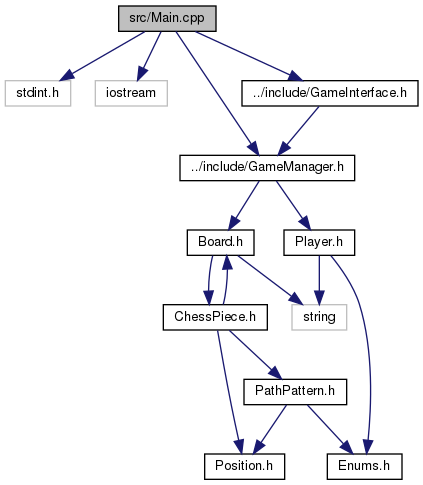 src/Main.cpp
stdint.h
iostream
../include/GameInterface.h
../include/GameManager.h
Board.h
Player.h
ChessPiece.h
string
PathPattern.h
Position.h
Enums.h